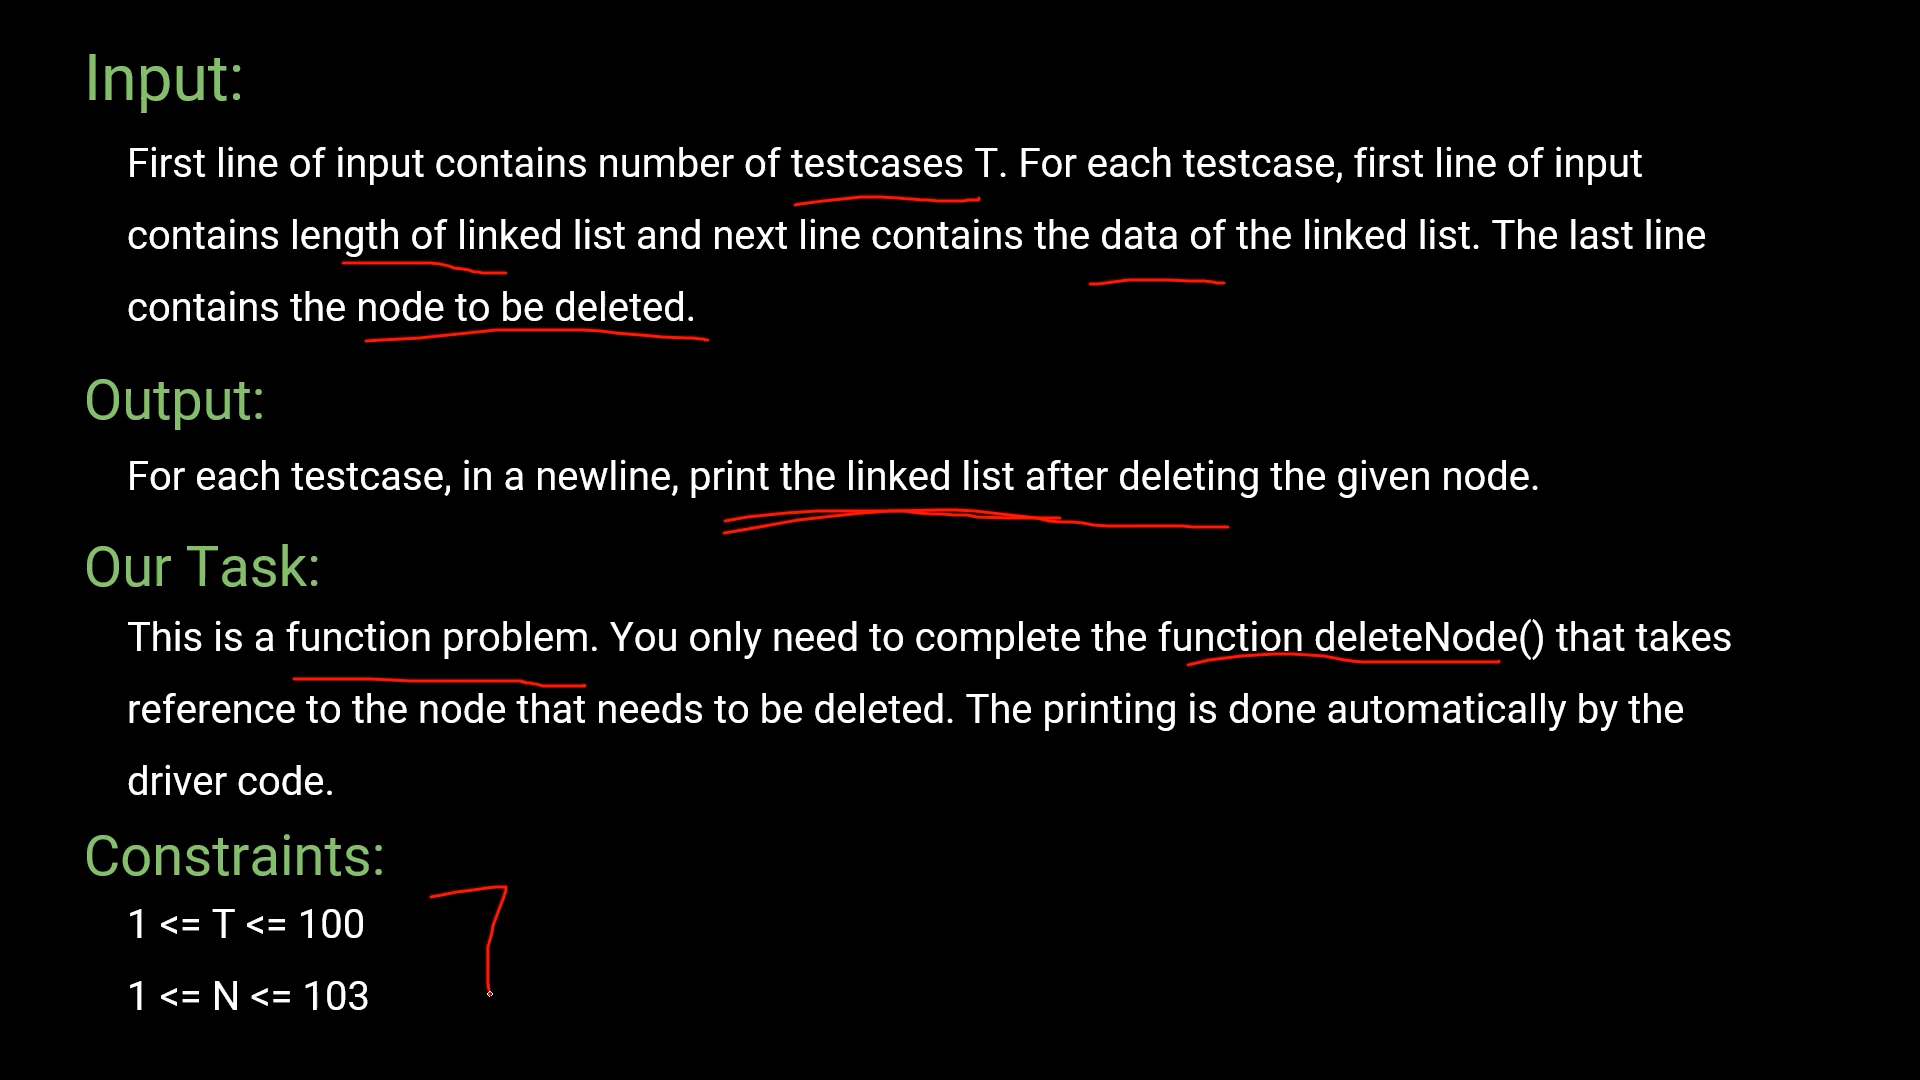 Input:
First line of input contains number of testcases T. For each testcase, first line of input
contains length of linked list and next line contains the data of the linked list. The last line
contains the node to be deleted.
Output:
For each testcase, in a newline, print the linked list after deleting the given node.
Our Task:
This is a function problem. You only need to complete the function deleteNode() that takes
reference to the node that needs to be deleted. The printing is done automatically by the
driver code.
Constraints:
1 <= T <= 100
1 <= N <= 103